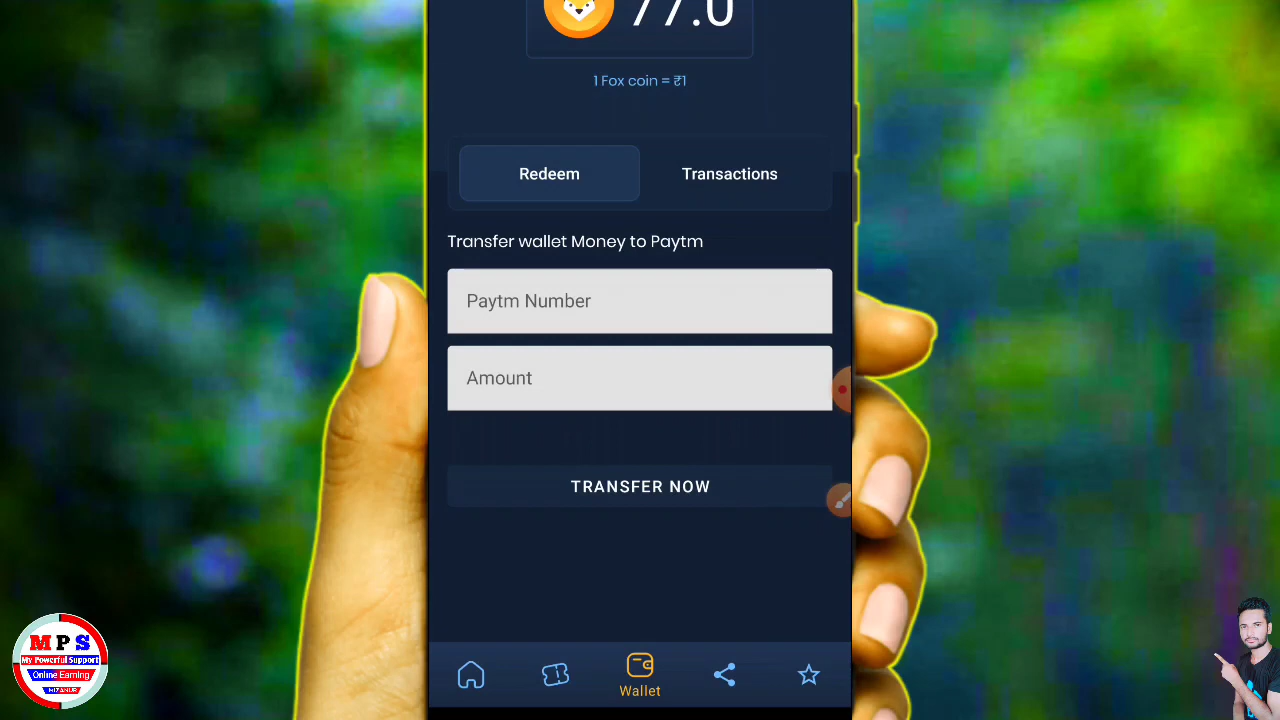 77.0
1 Fox coin = ₹1
Redeem
Transactions
Transfer wallet Money to Paytm
Paytm Number
Amount
TRANSFER NOW
Wallet
M P S
My Powerful Support
Online Earning
MIZANUR